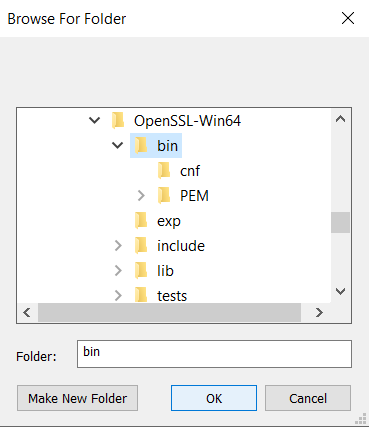 Browse For Folder
OpenSSL-Win64
bin
cnf
PEM
exp
include
lib
tests
Folder: bin
Make New Folder OK Cancel